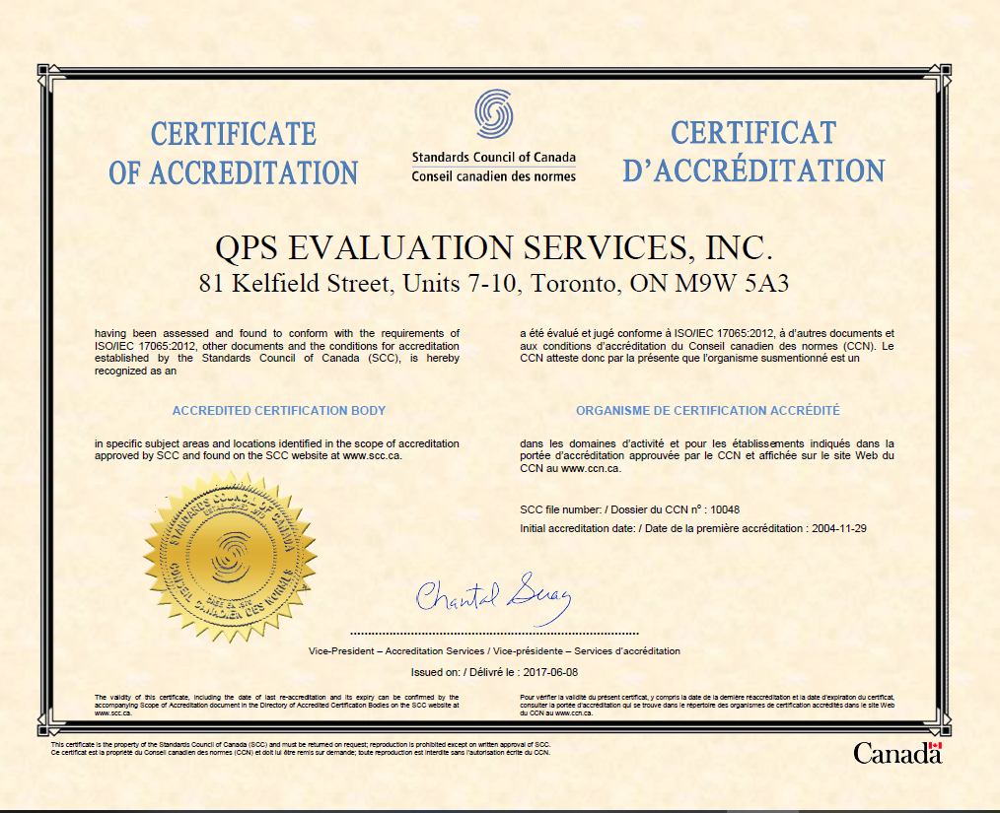 CERTIFICATE
OF ACCREDITATION
Standards Council of Canada
Conseil canadien des normes
CERTIFICAT
D'ACCRÉDITATION
QPS EVALUATION SERVICES, INC.
81 Kelfield Street, Units 7-10, Toronto, ON M9W 5A3
having been assessed and found to conform with the requirements of
ISO/IEC 17065:2012, other documents and the conditions for accreditation
established by the Standards Council of Canada (SCC), is hereby
recognized as an
ACCREDITED CERTIFICATION BODY
in specific subject areas and locations identified in the scope of accreditation
approved by SCC and found on the SCC website at www.scc.ca.
a été évalué et jugé conforme à ISO/IEC 17065:2012, à d'autres documents et
aux conditions d'accréditation du Conseil canadien des normes (CCN). Le
CCN atteste donc par la présente que l'organisme susmentionné est un
ORGANISME DE CERTIFICATION ACCRÉDITÉ
dans les domaines d'activité et pour les établissements indiqués dans la
portée d'accréditation approuvée par le CCN et affichée sur le site Web du
CCN au www.ccn.ca.
SCC file number: / Dossier du CCN nº : 10048
Initial accreditation date: / Date de la première accréditation : 2004-11-29
STANDARDS COUNCIL OF CANADA
CONSEIL CANADIEN DES NORMES
Chantal
Vice-President – Accreditation Services / Vice-présidente – Services d'accréditation
Issued on: / Délivré le : 2017-06-08
The validity of this certificate, including the date of last re-accreditation and its expiry can be confirmed by the
accompanying Scope of Accreditation document in the Directory of Accredited Certification Bodies on the SCC website at
www.scc.ca.
Pour vérifier la validité du présent certificat, y compris la date de la dernière réaccréditation et la date d'expiration du certificat,
consulter la portée d'accréditation qui se trouve dans le répertoire des organismes de certification accrédités dans le site Web
du CCN au www.ccn.ca.
This certificate is the property of the Standards Council of Canada (SCC) and must be returned on request; reproduction is prohibited except on written approval of SCC.
Ce certificat est la propriété du Conseil canadien des normes (CCN) et doit lui être remis sur demande; toute reproduction est interdite sans l'autorisation écrite du CCN.
Canada